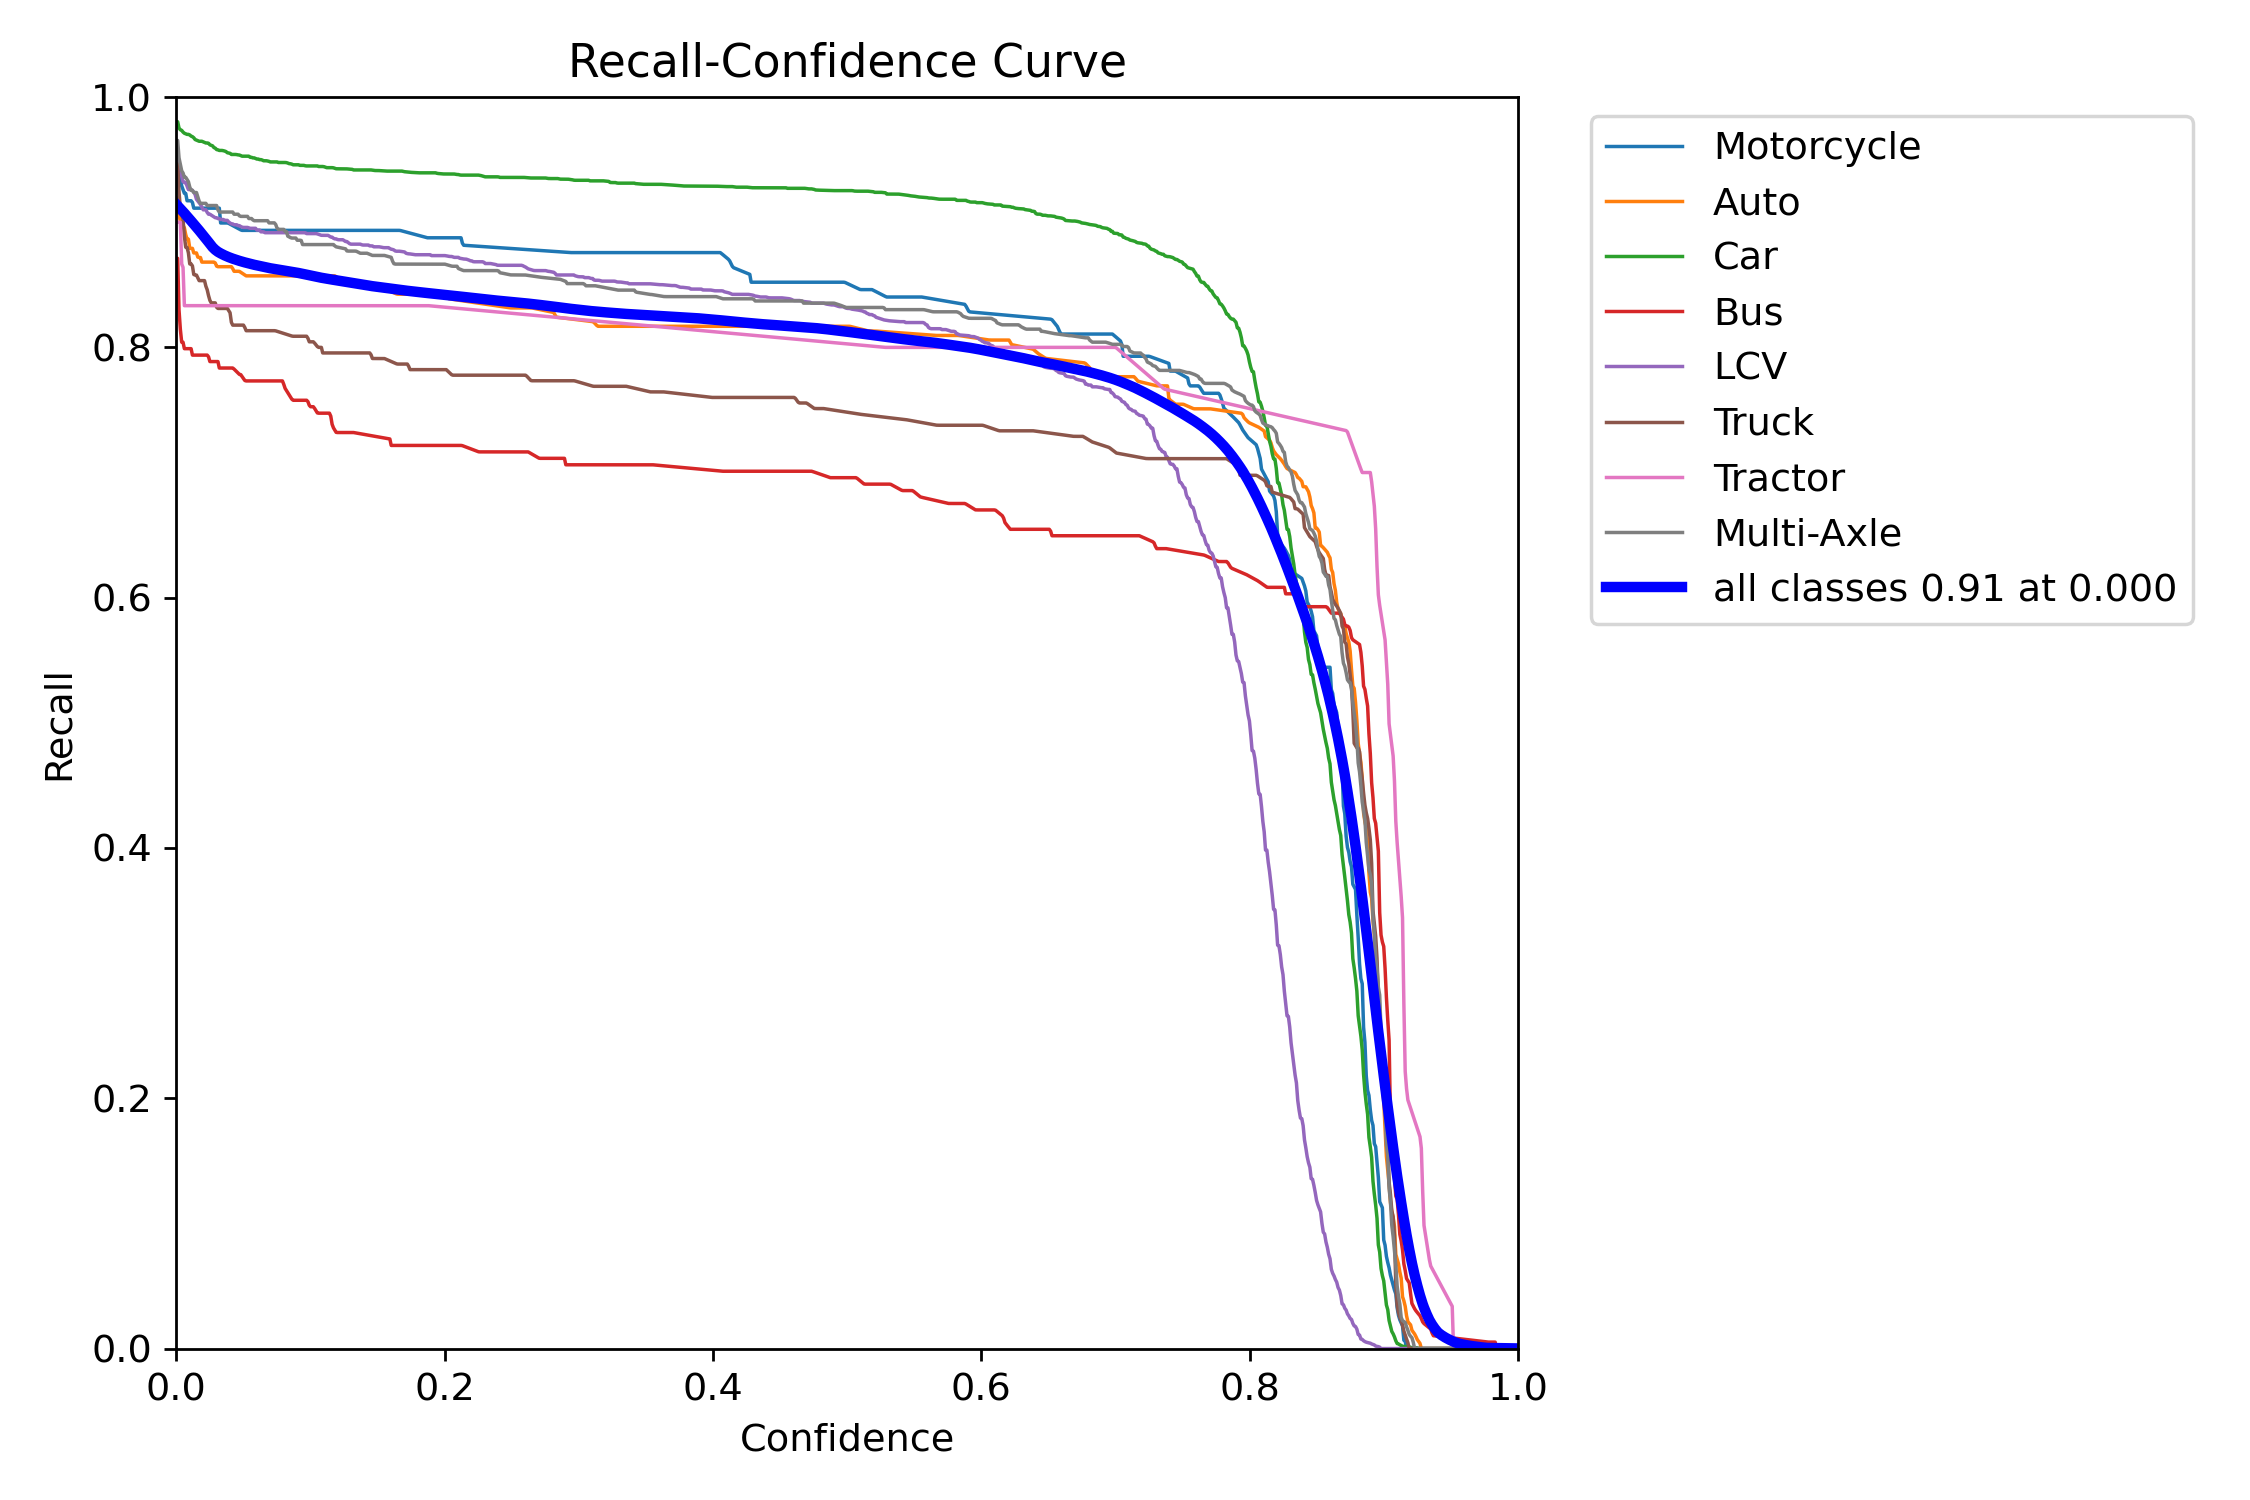 Recall-Confidence Curve
1.0
0.8
0.6
0.4
0.2
0.0
Recall
0.0 0.2 0.4 0.6 0.8 1.0
Confidence
Motorcycle
Auto
Car
Bus
LCV
Truck
Tractor
Multi-Axle
all classes 0.91 at 0.000